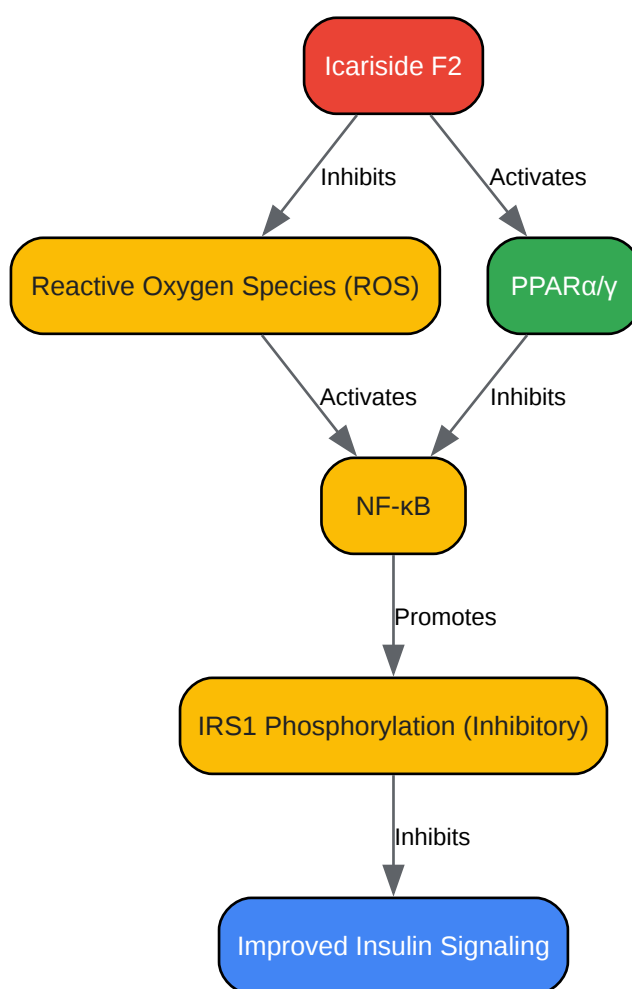 Icariside F2
Inhibits
Activates
Reactive Oxygen Species (ROS)
PPARα/γ
Activates
Inhibits
NF-κB
Promotes
IRS1 Phosphorylation (Inhibitory)
Inhibits
Improved Insulin Signaling